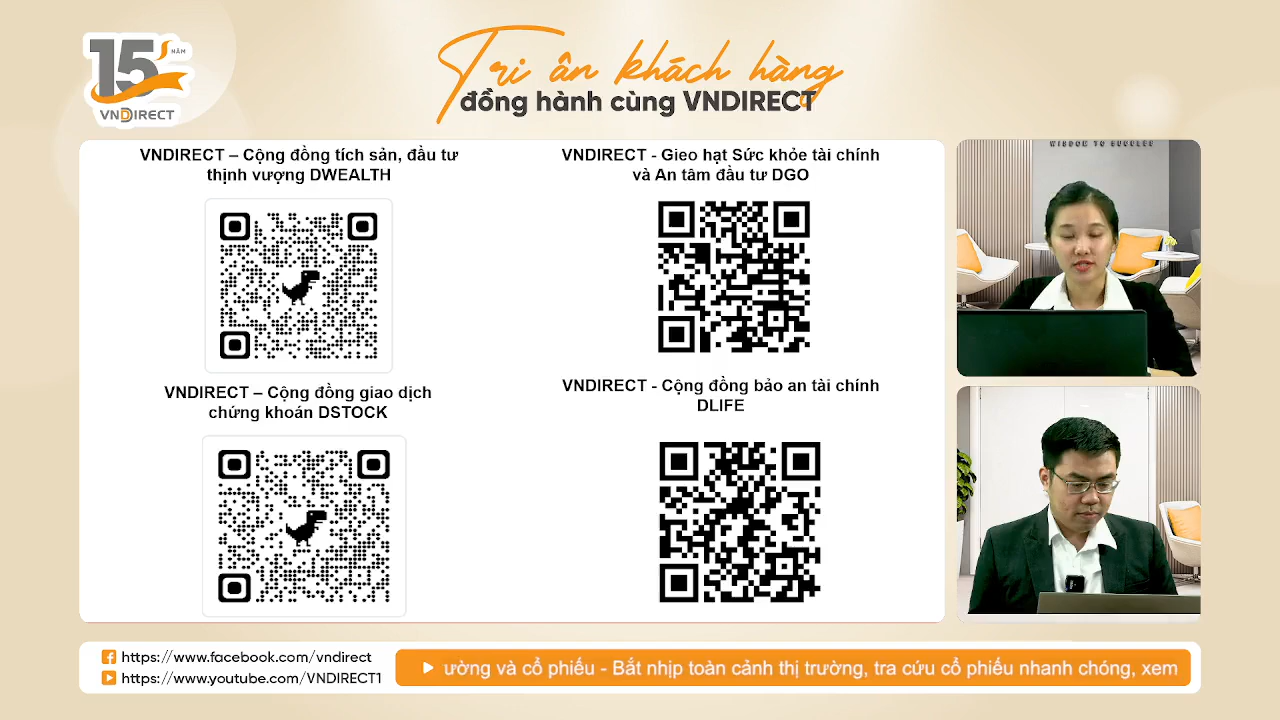 15 NĂM
VNDIRECT
Tri ân khách hàng
đồng hành cùng VNDIRECT
VNDIRECT – Cộng đồng tích sản, đầu tư
thịnh vượng DWEALTH
VNDIRECT - Gieo hạt Sức khỏe tài chính
và An tâm đầu tư DGO
VNDIRECT – Cộng đồng giao dịch
chứng khoán DSTOCK
VNDIRECT - Cộng đồng bảo an tài chính
DLIFE
WISDOM TO SUCCESS
https://www.facebook.com/vndirect
https://www.youtube.com/VNDIRECT1
ường và cổ phiếu - Bắt nhịp toàn cảnh thị trường, tra cứu cổ phiếu nhanh chóng, xem